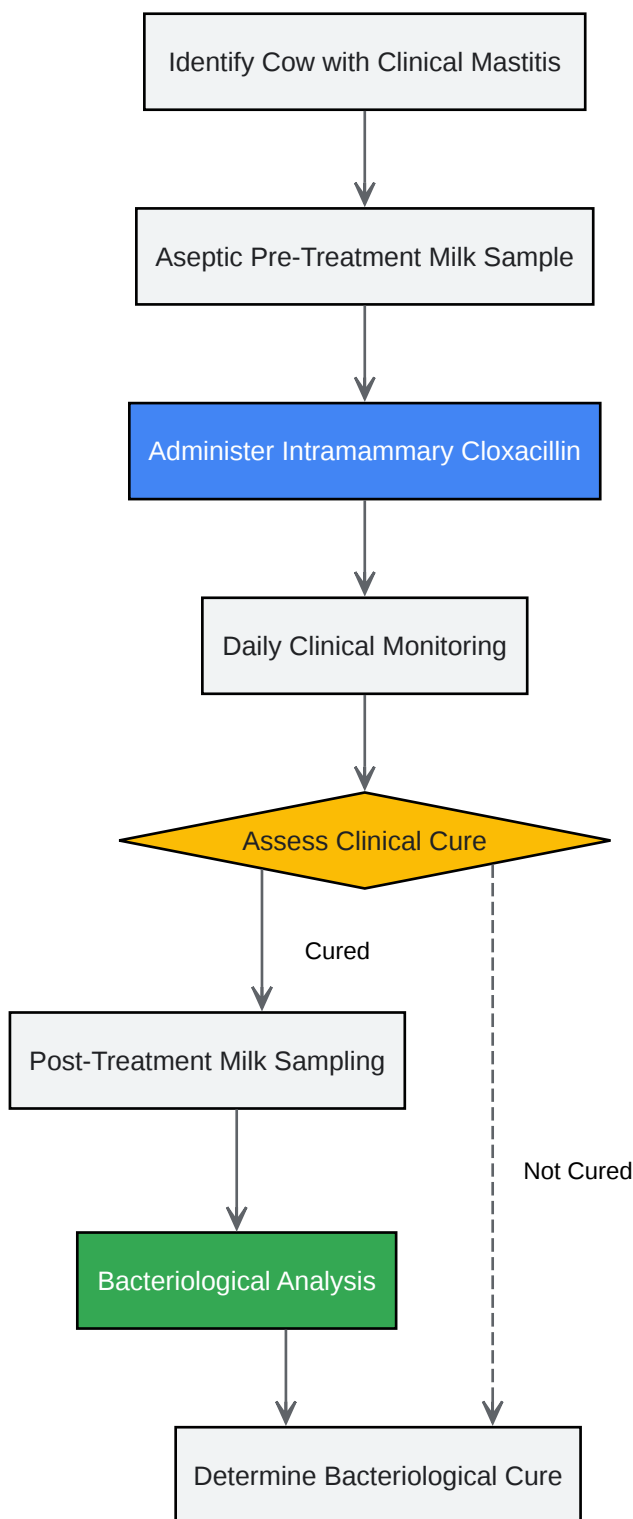 Identify Cow with Clinical Mastitis
Aseptic Pre-Treatment Milk Sample
Administer Intramammary Cloxacillin
Daily Clinical Monitoring
Assess Clinical Cure
Cured
Post-Treatment Milk Sampling
Not Cured
Bacteriological Analysis
Determine Bacteriological Cure